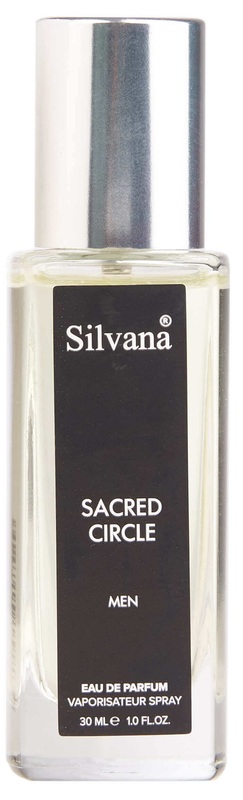 Silvana®
SACRED
CIRCLE
MEN
EAU DE PARFUM
VAPORISATEUR SPRAY
30 ML ℮ 1.0 FL.OZ.